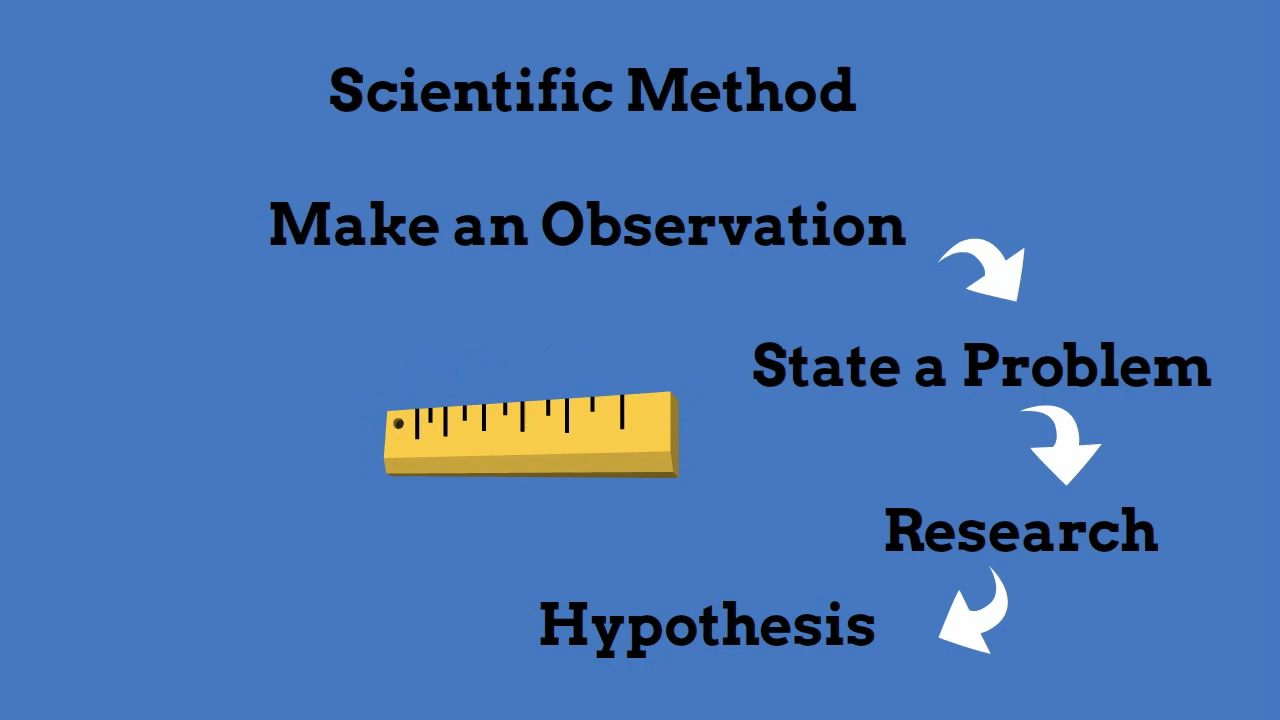 Scientific Method
Make an Observation
State a Problem
Research
Hypothesis